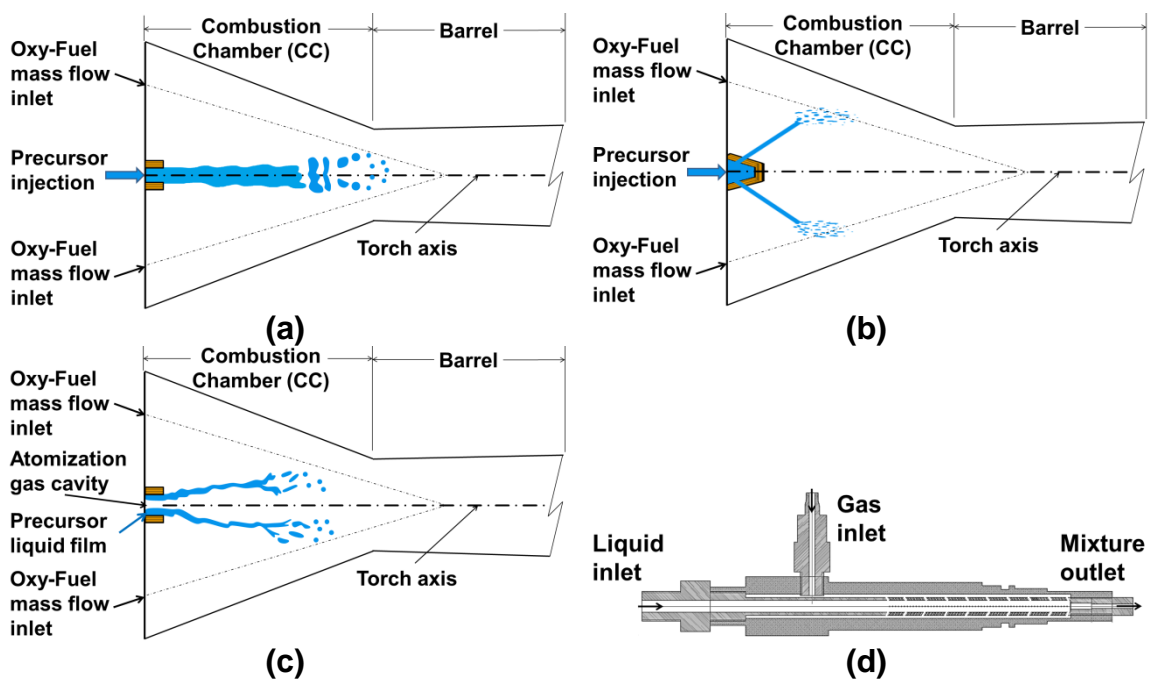 Combustion
Chamber (CC)
Barrel
Oxy-Fuel
mass flow
inlet
Precursor
injection
Oxy-Fuel
mass flow
inlet
Torch axis
(a)
Combustion
Chamber (CC)
Barrel
Oxy-Fuel
mass flow
inlet
Precursor
injection
Oxy-Fuel
mass flow
inlet
Torch axis
(b)
Combustion
Chamber (CC)
Barrel
Oxy-Fuel
mass flow
inlet
Atomization
gas cavity
Precursor
liquid film
Oxy-Fuel
mass flow
inlet
Torch axis
(c)
Gas
inlet
Liquid
inlet
Mixture
outlet
(d)